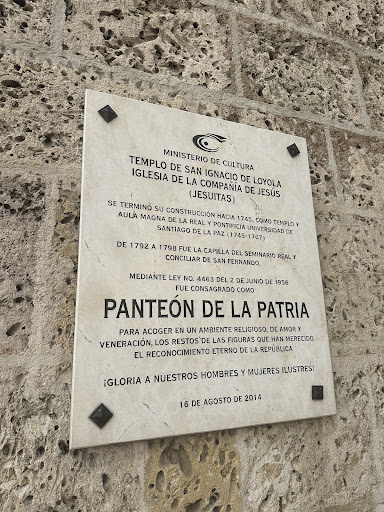 MINISTERIO DE CULTURA
TEMPLO DE SAN IGNACIO DE LOYOLA
IGLESIA DE LA COMPAÑÍA DE JESÚS
(JESUITAS)
SE TERMINÓ SU CONSTRUCCIÓN HACIA 1745, COMO TEMPLO Y
AULA MAGNA DE LA REAL Y PONTIFICIA UNIVERSIDAD DE
SANTIAGO DE LA PAZ (1745-1767)
DE 1792 A 1798 FUE LA CAPILLA DEL SEMINARIO REAL Y
CONCILIAR DE SAN FERNANDO.
MEDIANTE LEY NO. 4463 DEL 2 DE JUNIO DE 1956
FUE CONSAGRADO COMO
PANTEÓN DE LA PATRIA
PARA ACOGER EN UN AMBIENTE RELIGIOSO, DE AMOR Y
VENERACIÓN, LOS RESTOS DE LAS FIGURAS QUE HAN MERECIDO
EL RECONOCIMIENTO ETERNO DE LA REPÚBLICA.
¡GLORIA A NUESTROS HOMBRES Y MUJERES ILUSTRES!
16 DE AGOSTO DE 2014